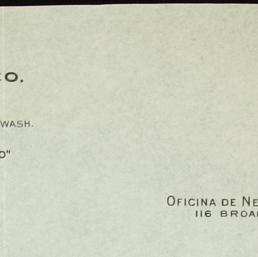 CO.
WASH.
O"
OFICINA DE NE
116 BROA